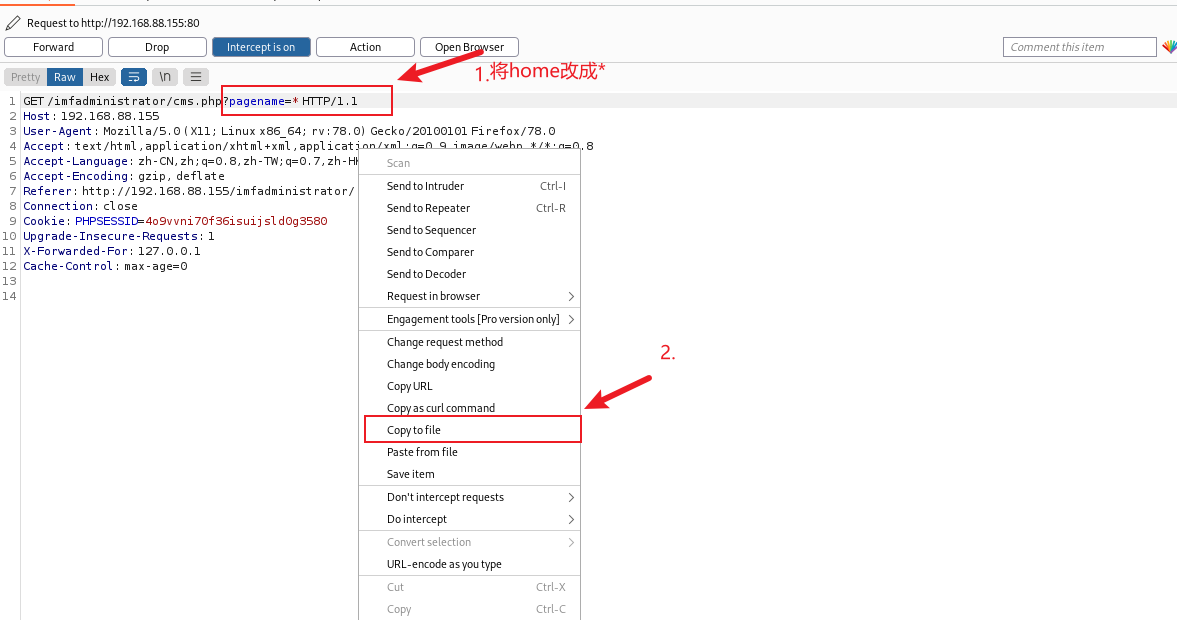 Request to http://192.168.88.155:80
Forward
Drop
Intercept is on
Action
Open Browser
Comment this item
Pretty
Raw
Hex
\n
1.将home改成*
1 GET /imfadministrator/cms.php?pagename=* HTTP/1.1
2 Host: 192.168.88.155
3 User-Agent: Mozilla/5.0 (X11; Linux x86_64; rv:78.0) Gecko/20100101 Firefox/78.0
4 Accept: text/html,application/xhtml+xml,application/xml;q=0.9,image/webp,*/*;q=0.8
5 Accept-Language: zh-CN,zh;q=0.8,zh-TW;q=0.7,zh-HK
6 Accept-Encoding: gzip, deflate
7 Referer: http://192.168.88.155/imfadministrator/
8 Connection: close
9 Cookie: PHPSESSID=4o9vvni70f36isuijsld0g3580
10 Upgrade-Insecure-Requests: 1
11 X-Forwarded-For: 127.0.0.1
12 Cache-Control: max-age=0
13
14
Scan
Send to Intruder Ctrl-I
Send to Repeater Ctrl-R
Send to Sequencer
Send to Comparer
Send to Decoder
Request in browser
Engagement tools [Pro version only]
Change request method
2.
Change body encoding
Copy URL
Copy as curl command
Copy to file
Paste from file
Save item
Don't intercept requests
Do intercept
Convert selection
URL-encode as you type
Cut Ctrl-X
Copy Ctrl-C